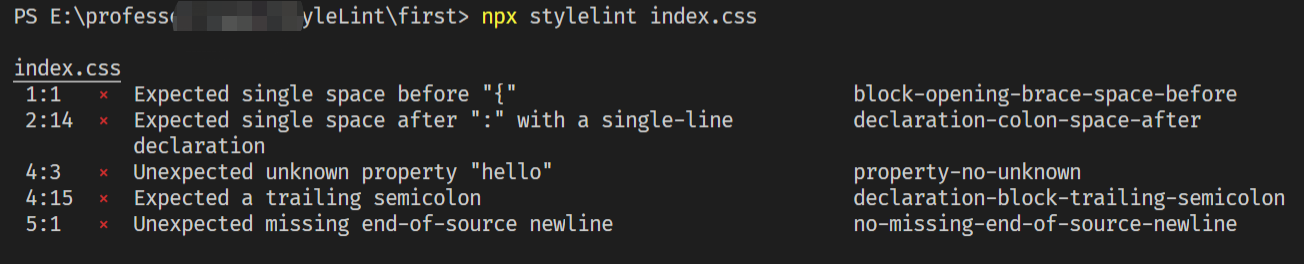 PS E:\profess yleLint\first> npx stylelint index.css
index.css
1:1 × Expected single space before "{" block-opening-brace-space-before
2:14 × Expected single space after ":" with a single-line declaration-colon-space-after
declaration
4:3 × Unexpected unknown property "hello" property-no-unknown
4:15 × Expected a trailing semicolon declaration-block-trailing-semicolon
5:1 × Unexpected missing end-of-source newline no-missing-end-of-source-newline